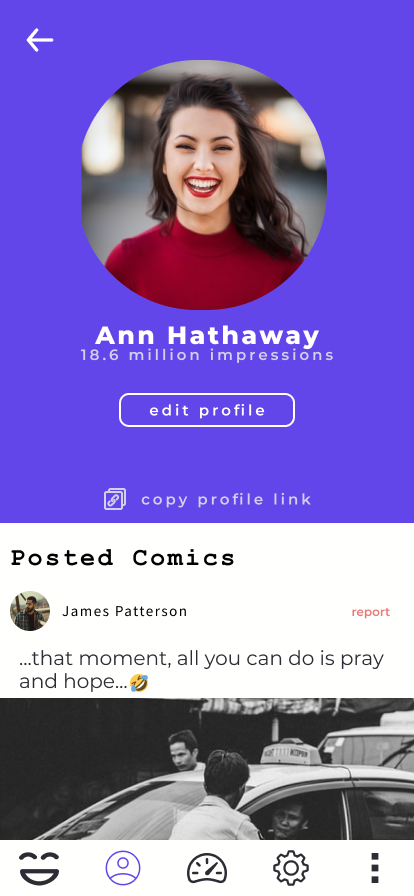 Ann Hathaway
18.6 million impressions
edit profile
copy profile link
Posted Comics
James Patterson
report
...that moment, all you can do is pray
and hope...🤣